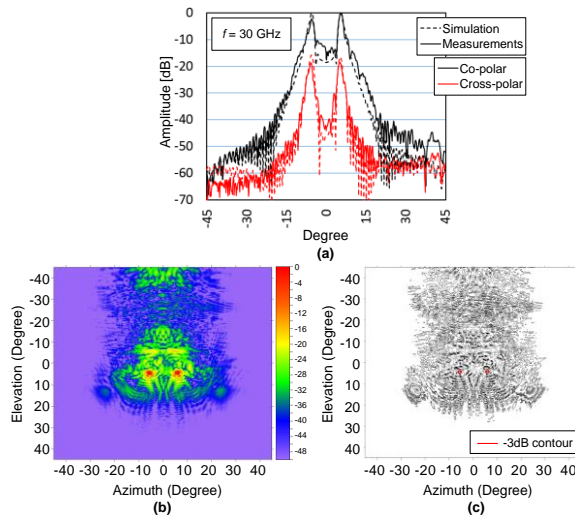 f = 30 GHz
Simulation
Measurements
Co-polar
Cross-polar
Amplitude [dB]
0
-10
-20
-30
-40
-50
-60
-70
-45 -30 -15 0 15 30 45
Degree
(a)
Elevation (Degree)
-40
-30
-20
-10
0
10
20
30
40
-40 -30 -20 -10 0 10 20 30 40
Azimuth (Degree)
(b)
0
-4
-8
-12
-16
-20
-24
-28
-32
-36
-40
-44
-48
Elevation (Degree)
-40
-30
-20
-10
0
10
20
30
40
-3dB contour
-40 -30 -20 -10 0 10 20 30 40
Azimuth (Degree)
(c)